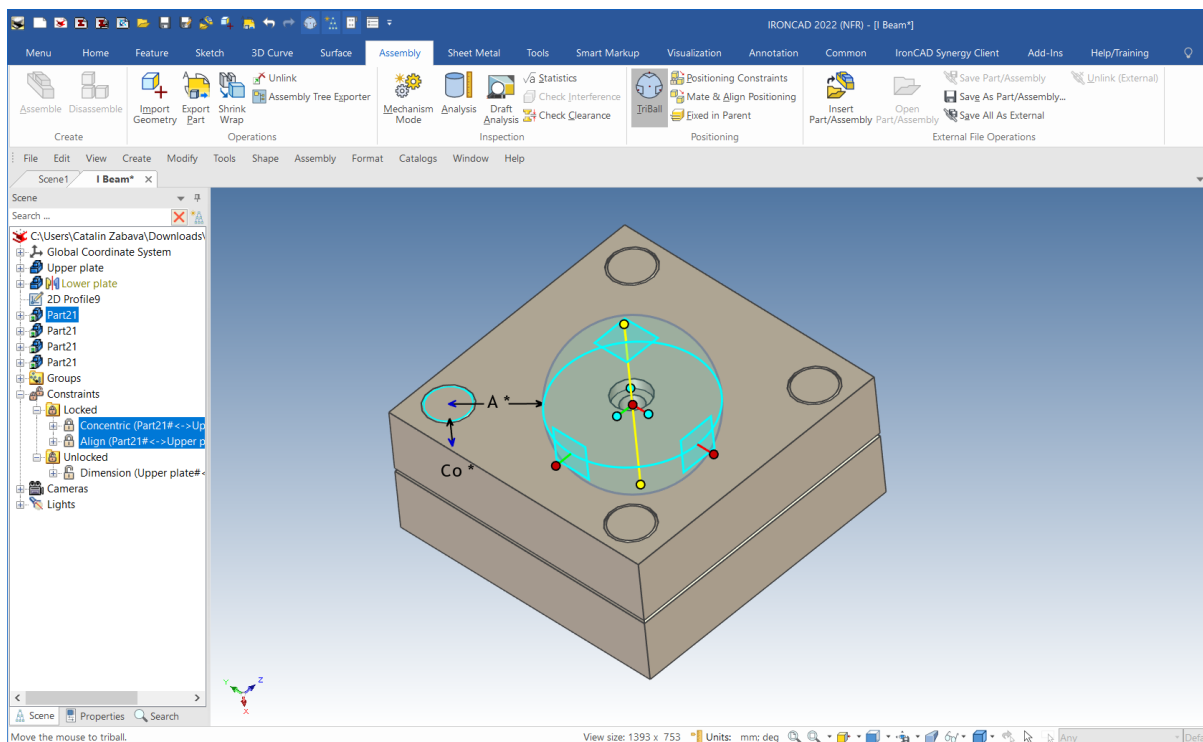 IRONCAD 2022 (NFR) - [I Beam*]
Menu Home Feature Sketch 3D Curve Surface Assembly Sheet Metal Tools Smart Markup Visualization Annotation Common IronCAD Synergy Client Add-Ins Help/Training
Unlink √a Statistics Positioning Constraints Save Part/Assembly Unlink (External)
Assembly Tree Exporter Check Interference Mate & Align Positioning Save As Part/Assembly...
Assemble Disassemble Import Geometry Export Part Shrink Wrap Mechanism Mode Analysis Draft Analysis Check Clearance TriBall Fixed in Parent Insert Part/Assembly Open Part/Assembly Save All As External
Create Operations Inspection Positioning External File Operations
File Edit View Create Modify Tools Shape Assembly Format Catalogs Window Help
Scene1 I Beam* ×
Scene
Search ...
C:\Users\Catalin Zabava\Downloads\
Global Coordinate System
Upper plate
Lower plate
2D Profile9
Part21
Part21
Part21
Part21
Groups
Constraints
Locked
Concentric (Part21#<->Up
Align (Part21#<->Upper p
Unlocked
Dimension (Upper plate#<
Cameras
Lights
A *
Co *
Y Z
X
Scene Properties Search
Move the mouse to triball. View size: 1393 x 753 Units: mm; deg Any Def